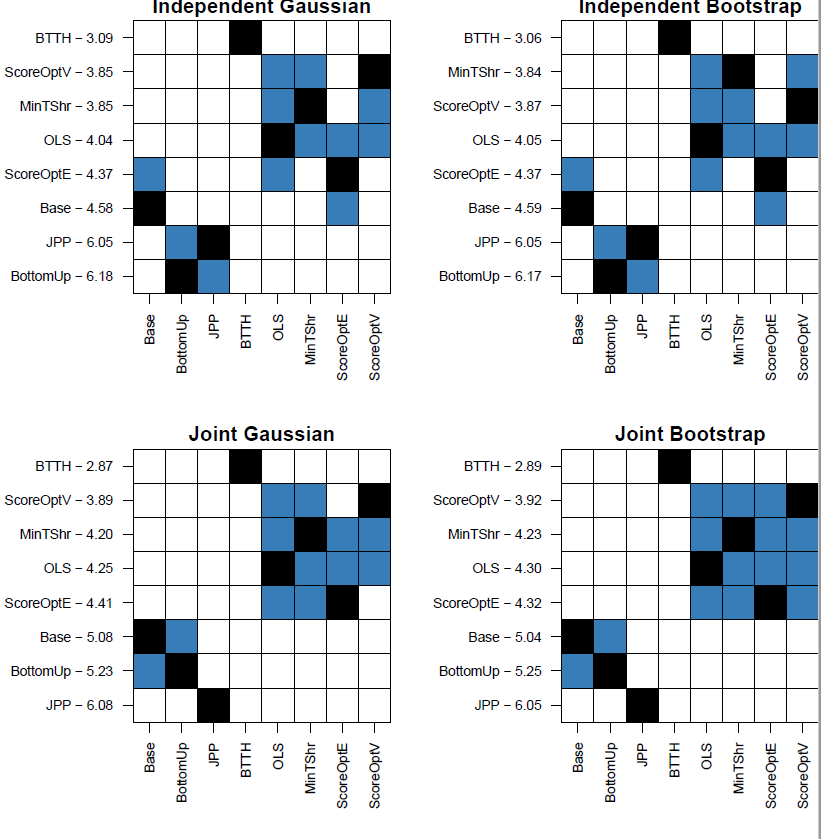 Independent Gaussian
BTTH − 3.09
ScoreOptV − 3.85
MinTShr − 3.85
OLS − 4.04
ScoreOptE − 4.37
Base − 4.58
JPP − 6.05
BottomUp − 6.18
Base
BottomUp
JPP
BTTH
OLS
MinTShr
ScoreOptE
ScoreOptV
Independent Bootstrap
BTTH − 3.06
MinTShr − 3.84
ScoreOptV − 3.87
OLS − 4.05
ScoreOptE − 4.37
Base − 4.59
JPP − 6.05
BottomUp − 6.17
Base
BottomUp
JPP
BTTH
OLS
MinTShr
ScoreOptE
ScoreOptV
Joint Gaussian
BTTH − 2.87
ScoreOptV − 3.89
MinTShr − 4.20
OLS − 4.25
ScoreOptE − 4.41
Base − 5.08
BottomUp − 5.23
JPP − 6.08
Base
BottomUp
JPP
BTTH
OLS
MinTShr
ScoreOptE
ScoreOptV
Joint Bootstrap
BTTH − 2.89
ScoreOptV − 3.92
MinTShr − 4.23
OLS − 4.30
ScoreOptE − 4.32
Base − 5.04
BottomUp − 5.25
JPP − 6.05
Base
BottomUp
JPP
BTTH
OLS
MinTShr
ScoreOptE
ScoreOptV